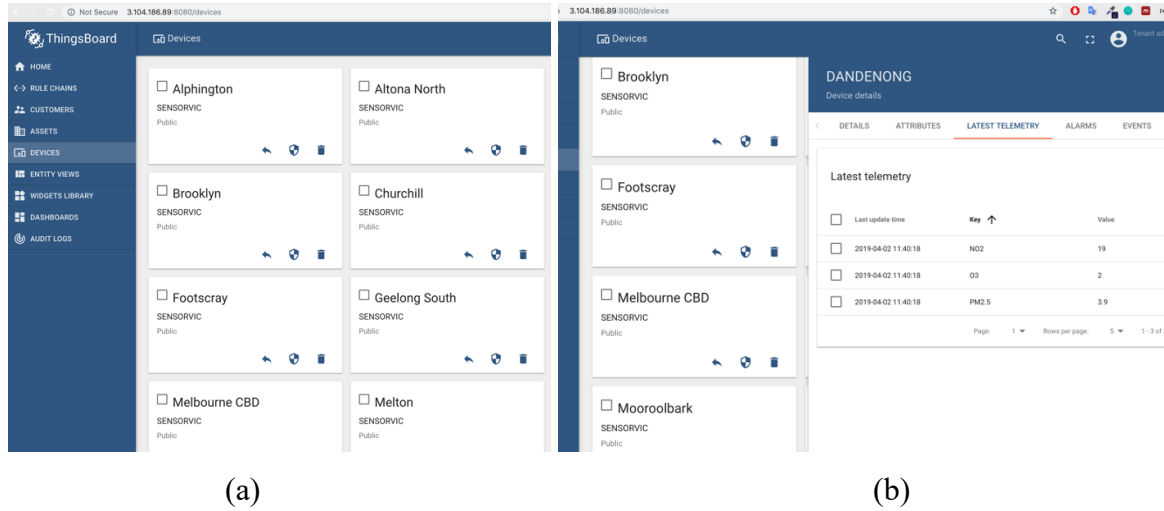 Not Secure 3.104.186.89:8080/devices
ThingsBoard
Devices
HOME
RULE CHAINS
CUSTOMERS
ASSETS
DEVICES
ENTITY VIEWS
WIDGETS LIBRARY
DASHBOARDS
AUDIT LOGS
Alphington
SENSORVIC
Public
Altona North
SENSORVIC
Public
Brooklyn
SENSORVIC
Public
Churchill
SENSORVIC
Public
Footscray
SENSORVIC
Public
Geelong South
SENSORVIC
Public
Melbourne CBD
SENSORVIC
Public
Melton
SENSORVIC
Public
(a)
3.104.186.89:8080/devices
Devices
Tenant ad
Brooklyn
SENSORVIC
Public
Footscray
SENSORVIC
Public
Melbourne CBD
SENSORVIC
Public
Mooroolbark
SENSORVIC
Public
DANDENONG
Device details
DETAILS ATTRIBUTES LATEST TELEMETRY ALARMS EVENTS
Latest telemetry
Last update time Key Value
2019-04-02 11:40:18 NO2 19
2019-04-02 11:40:18 O3 2
2019-04-02 11:40:18 PM2.5 3.9
Page: 1 Rows per page: 5 1 - 3 of
(b)